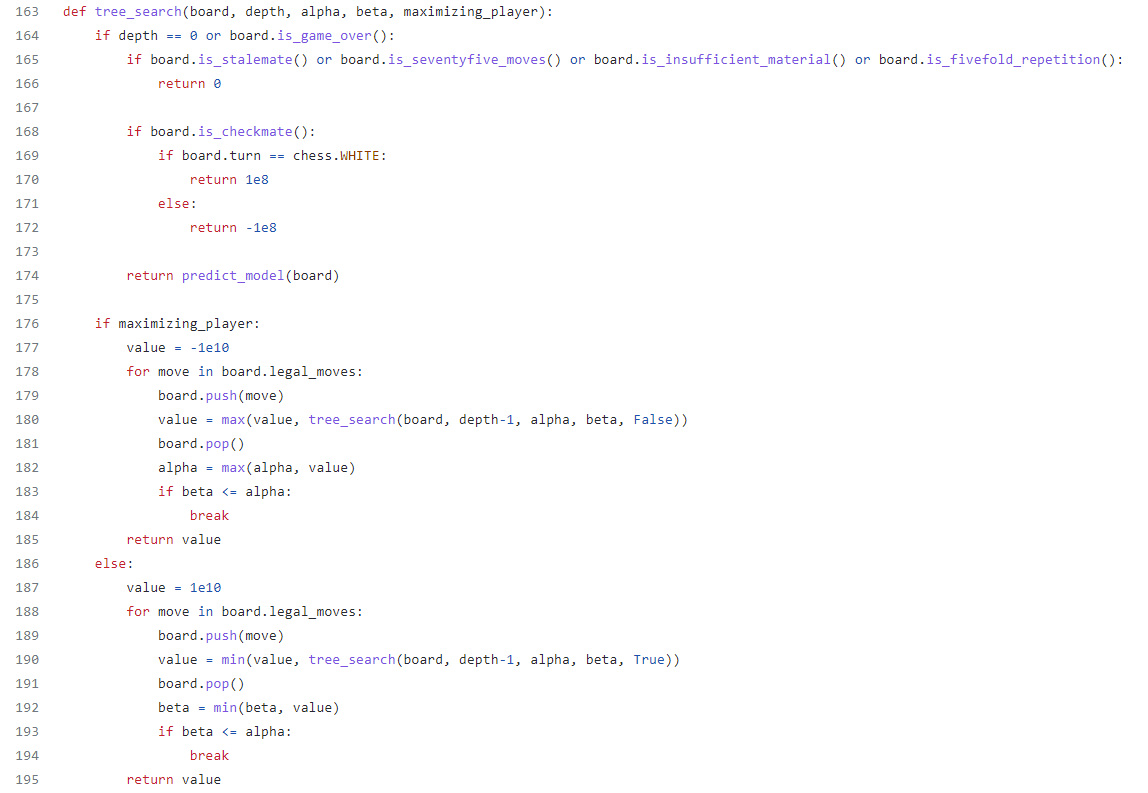 163 def tree_search(board, depth, alpha, beta, maximizing_player):
164     if depth == 0 or board.is_game_over():
165         if board.is_stalemate() or board.is_seventyfive_moves() or board.is_insufficient_material() or board.is_fivefold_repetition():
166             return 0
167
168         if board.is_checkmate():
169             if board.turn == chess.WHITE:
170                 return 1e8
171             else:
172                 return -1e8
173
174         return predict_model(board)
175
176     if maximizing_player:
177         value = -1e10
178         for move in board.legal_moves:
179             board.push(move)
180             value = max(value, tree_search(board, depth-1, alpha, beta, False))
181             board.pop()
182             alpha = max(alpha, value)
183             if beta <= alpha:
184                 break
185         return value
186     else:
187         value = 1e10
188         for move in board.legal_moves:
189             board.push(move)
190             value = min(value, tree_search(board, depth-1, alpha, beta, True))
191             board.pop()
192             beta = min(beta, value)
193             if beta <= alpha:
194                 break
195         return value